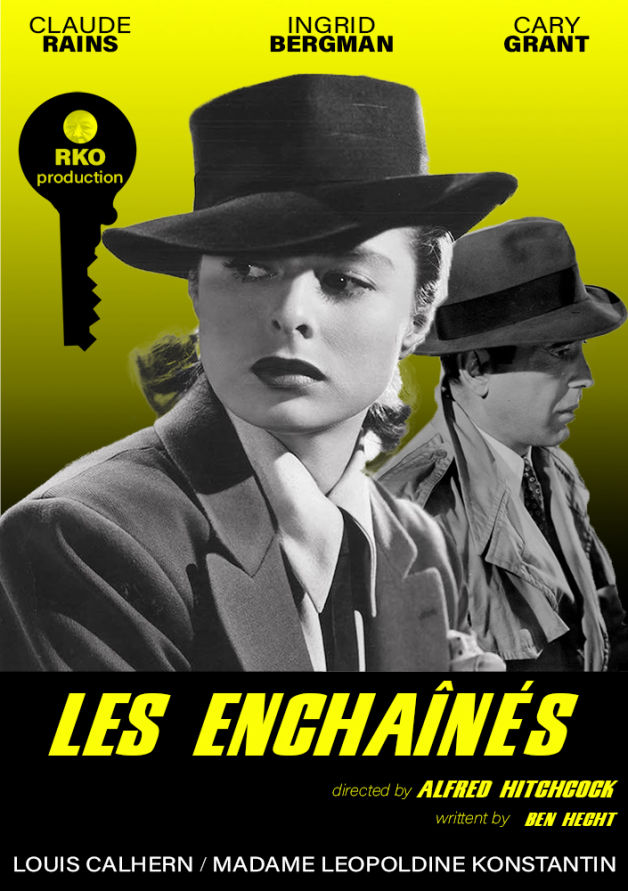 CLAUDE
RAINS
INGRID
BERGMAN
CARY
GRANT
RKO
production
LES ENCHAÎNÉS
directed by ALFRED HITCHCOCK
writtent by BEN HECHT
LOUIS CALHERN / MADAME LEOPOLDINE KONSTANTIN